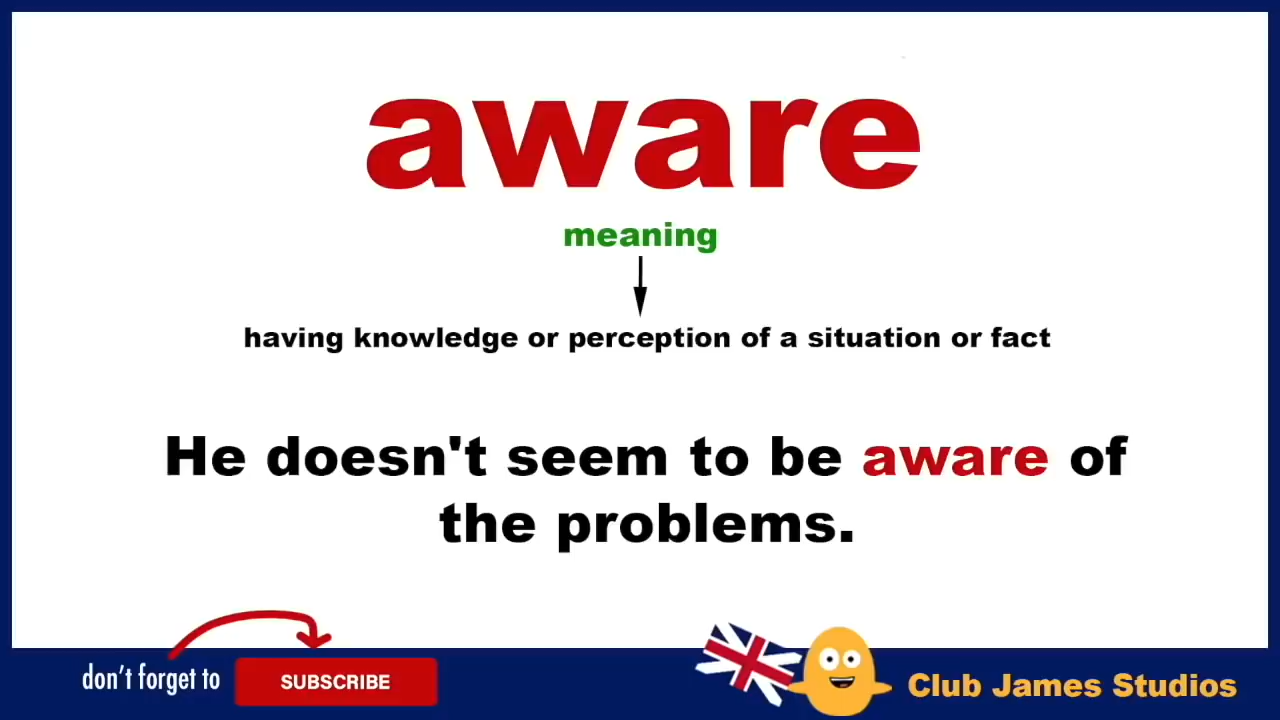 aware
meaning
having knowledge or perception of a situation or fact
He doesn't seem to be aware of
the problems.
don't forget to
SUBSCRIBE
Club James Studios